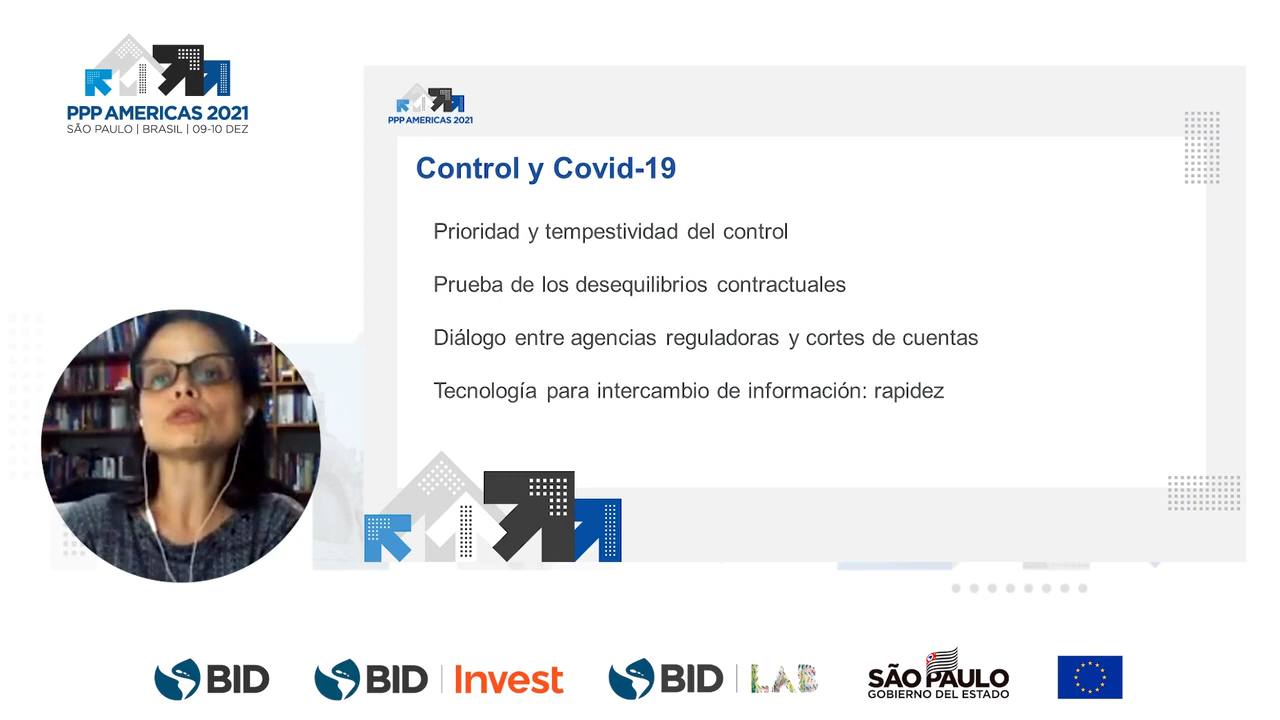 PPP AMERICAS 2021
SÃO PAULO | BRASIL | 09-10 DEZ
PPP AMERICAS 2021
Control y Covid-19
Prioridad y tempestividad del control
Prueba de los desequilibrios contractuales
Diálogo entre agencias reguladoras y cortes de cuentas
Tecnología para intercambio de información: rapidez
BID
BID | Invest
BID | LAB
SÃO PAULO
GOBIERNO DEL ESTADO